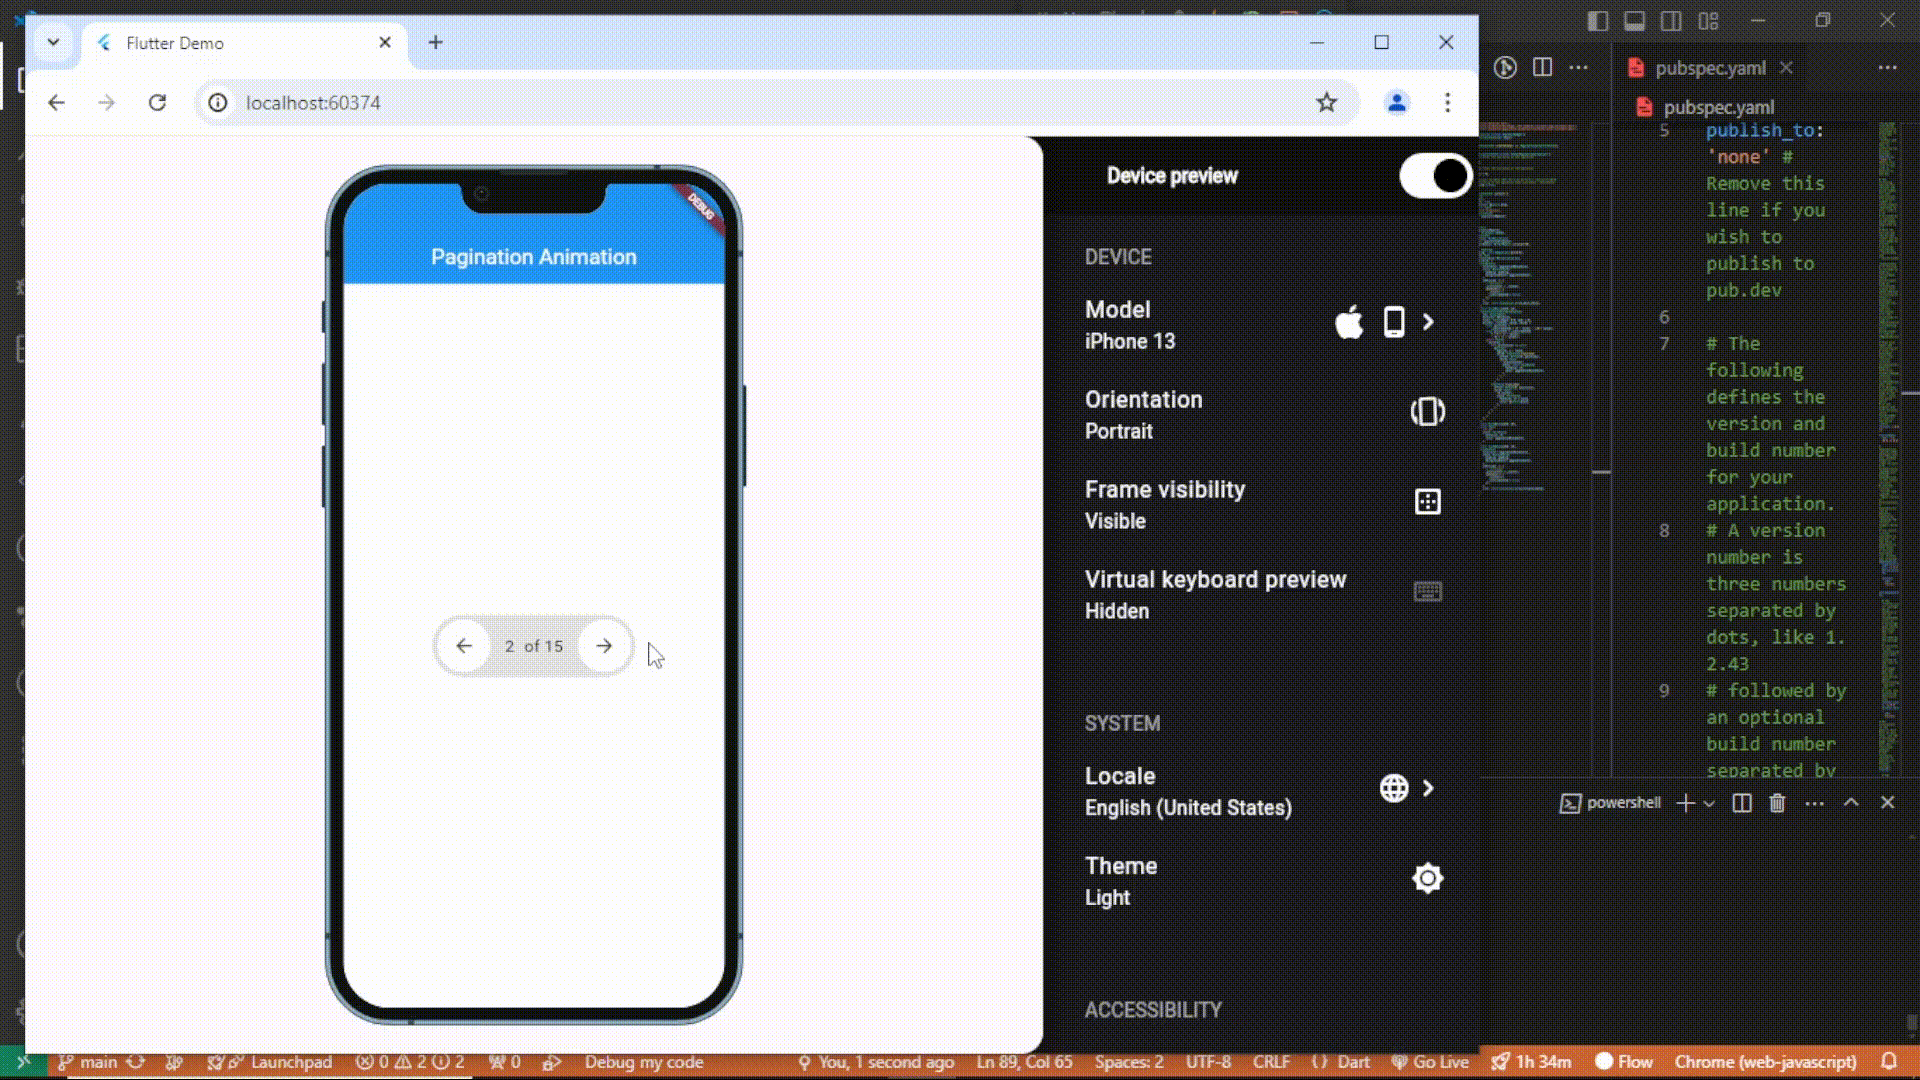 Flutter Demo
localhost:60374
DEBUG
Pagination Animation
2 of 15
Device preview
DEVICE
Model
iPhone 13
Orientation
Portrait
Frame visibility
Visible
Virtual keyboard preview
Hidden
SYSTEM
Locale
English (United States)
Theme
Light
ACCESSIBILITY
pubspec.yaml
pubspec.yaml
5 publish_to:
'none' #
Remove this
line if you
wish to
publish to
pub.dev
6
7 # The
following
defines the
version and
build number
for your
application.
8 # A version
number is
three numbers
separated by
dots, like 1.
2.43
9 # followed by
an optional
build number
separated by
powershell
main Launchpad 0 2 2 0 Debug my code You, 1 second ago Ln 89, Col 65 Spaces: 2 UTF-8 CRLF { } Dart Go Live 1h 34m Flow Chrome (web-javascript)